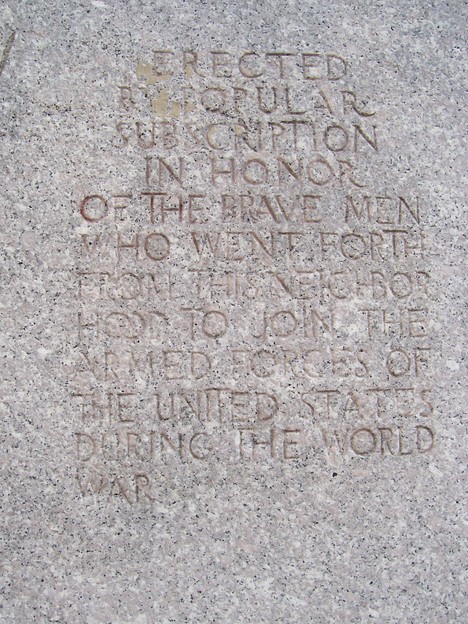 ERECTED
BY POPULAR
SUBSCRIPTION
IN HONOR
OF THE BRAVE MEN
WHO WENT FORTH
FROM THIS NEIGHBOR
HOOD TO JOIN THE
ARMED FORCES OF
THE UNITED STATES
DURING THE WORLD
WAR